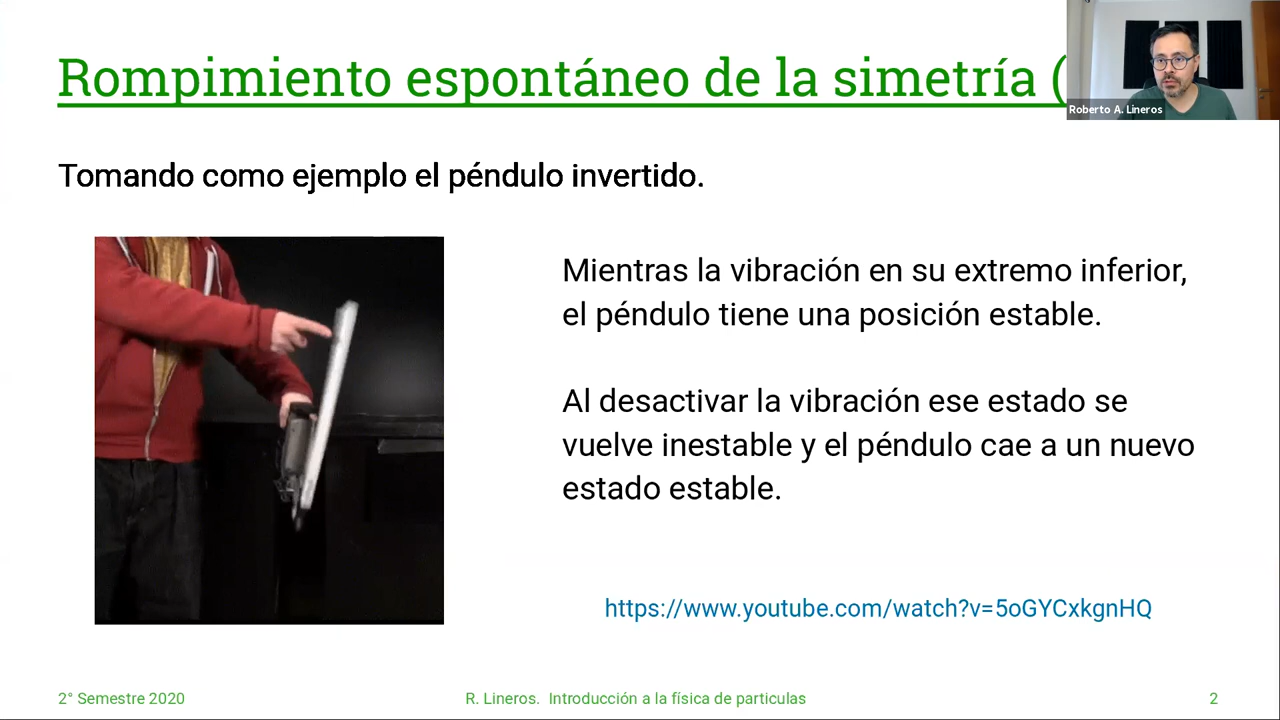 Rompimiento espontáneo de la simetría (
Roberto A. Lineros
Tomando como ejemplo el péndulo invertido.
Mientras la vibración en su extremo inferior,
el péndulo tiene una posición estable.
Al desactivar la vibración ese estado se
vuelve inestable y el péndulo cae a un nuevo
estado estable.
https://www.youtube.com/watch?v=5oGYCxkgnHQ
2° Semestre 2020
R. Lineros. Introducción a la física de particulas
2